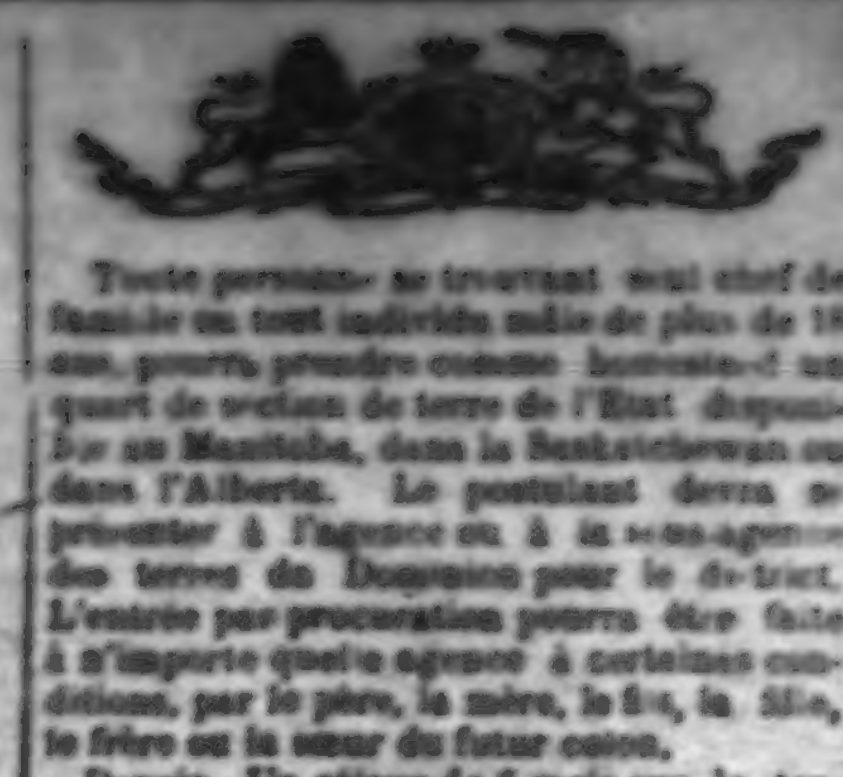 Toute personne se trouvant seul chef de
famille ou tout individu mâle de plus de 18
ans, pourra prendre comme homestead un
quart de section de terre de l'Etat disponi-
ble au Manitoba, dans la Saskatchewan ou
dans l'Alberta. Le postulant devra se
présenter à l'agence ou à la sous-agence
des terres du Domaine pour le district.
L'entrée par procuration pourra être faite
à n'importe quelle agence à certaines con-
ditions, par le père, la mère, le fils, la fille,
le frère ou la sœur du futur colon.